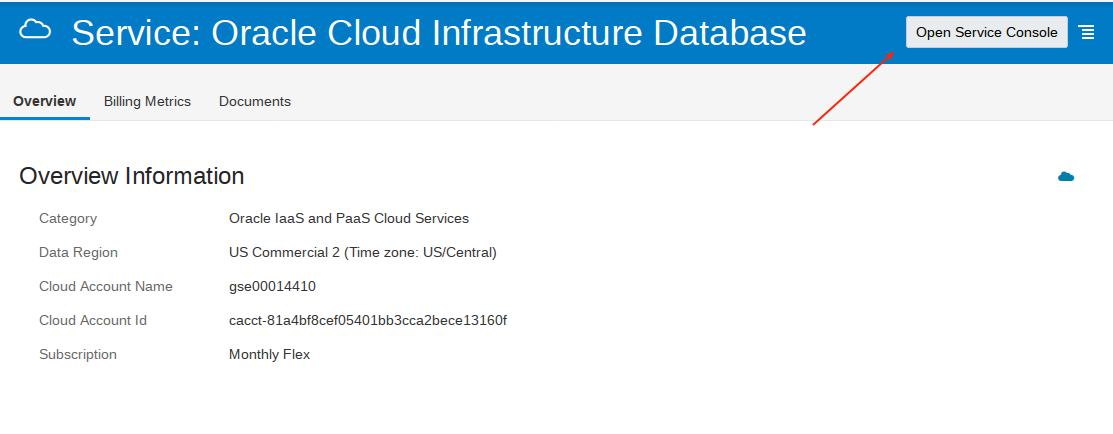 Service: Oracle Cloud Infrastructure Database
Open Service Console
Overview Billing Metrics Documents
Overview Information
Category Oracle IaaS and PaaS Cloud Services
Data Region US Commercial 2 (Time zone: US/Central)
Cloud Account Name gse00014410
Cloud Account Id cacct-81a4bf8cef05401bb3cca2bece13160f
Subscription Monthly Flex